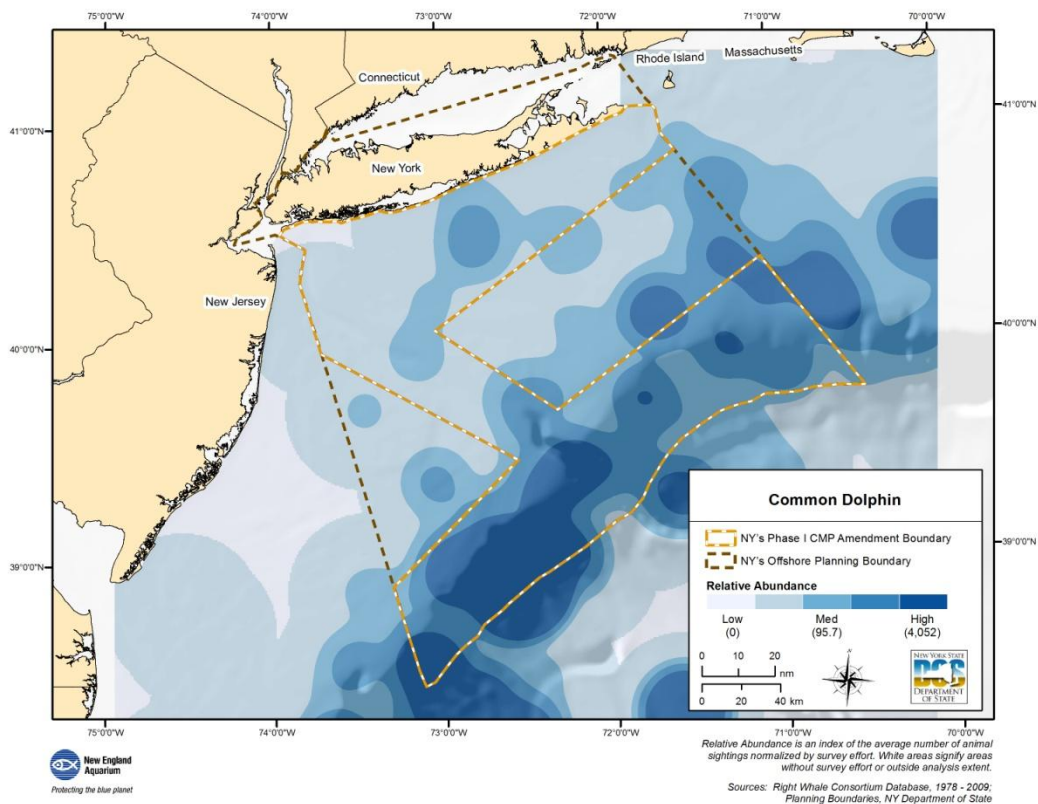 75°0'0"W
74°0'0"W
73°0'0"W
72°0'0"W
71°0'0"W
70°0'0"W
Massachusetts
Rhode Island
Connecticut
41°0'0"N
41°0'0"N
New York
New Jersey
40°0'0"N
40°0'0"N
39°0'0"N
39°0'0"N
Common Dolphin
NY's Phase I CMP Amendment Boundary
NY's Offshore Planning Boundary
Relative Abundance
Low
(0)
Med
(95.7)
High
(4,052)
0 10 20
nm
0 20 40
km
NEW YORK STATE
DOS
DEPARTMENT
OF STATE
75°0'0"W
74°0'0"W
73°0'0"W
72°0'0"W
71°0'0"W
70°0'0"W
New England
Aquarium
Protecting the blue planet
Relative Abundance is an index of the average number of animal
sightings normalized by survey effort. White areas signify areas
without survey effort or outside analysis extent.
Sources: Right Whale Consortium Database, 1978 - 2009;
Planning Boundaries, NY Department of State